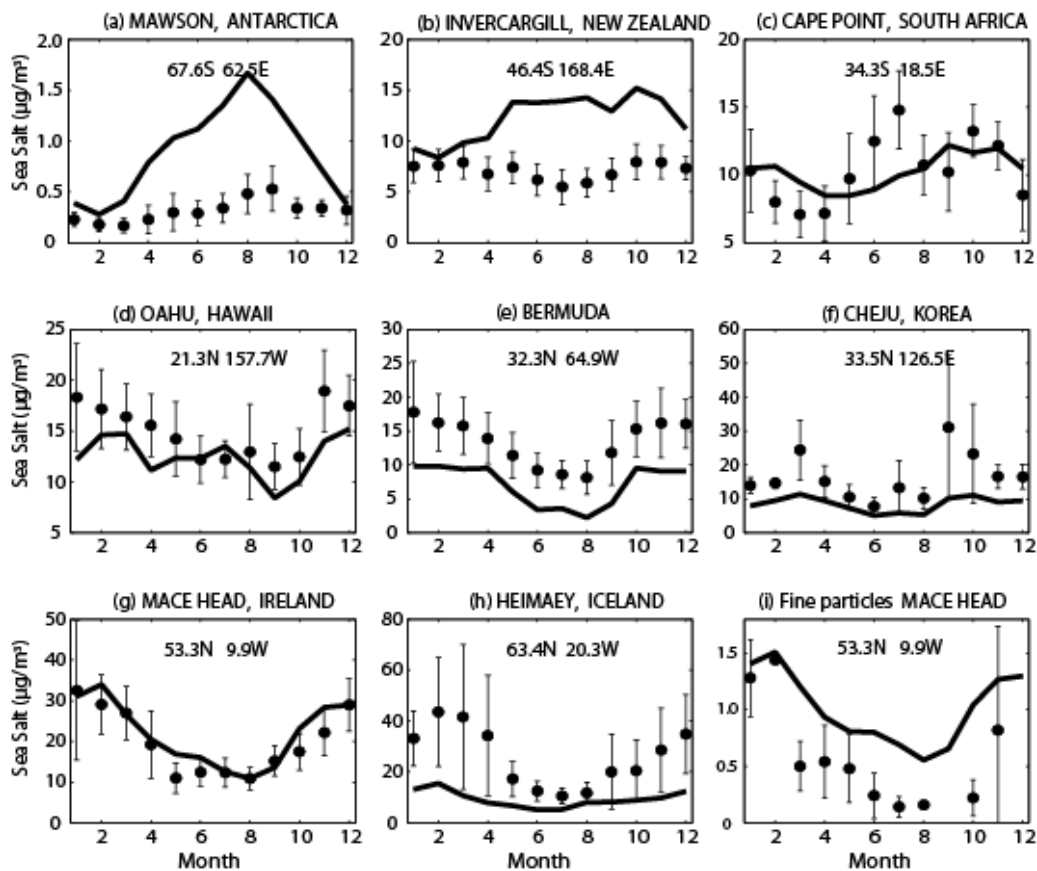 (a) MAWSON, ANTARCTICA
(b) INVERCARGILL, NEW ZEALAND
(c) CAPE POINT, SOUTH AFRICA
Sea Salt (µg/m³)
2.0
1.5
1.0
0.5
0
67.6S 62.5E
2 4 6 8 10 12
20
15
10
5
0
46.4S 168.4E
2 4 6 8 10 12
20
15
10
5
34.3S 18.5E
2 4 6 8 10 12
(d) OAHU, HAWAII
(e) BERMUDA
(f) CHEJU, KOREA
Sea Salt (µg/m³)
25
20
15
10
5
21.3N 157.7W
2 4 6 8 10 12
30
25
20
15
10
5
0
32.3N 64.9W
2 4 6 8 10 12
60
50
40
30
20
10
0
33.5N 126.5E
2 4 6 8 10 12
(g) MACE HEAD, IRELAND
(h) HEIMAEY, ICELAND
(i) Fine particles MACE HEAD
Sea Salt (µg/m³)
50
40
30
20
10
0
53.3N 9.9W
2 4 6 8 10 12
Month
80
60
40
20
0
63.4N 20.3W
2 4 6 8 10 12
Month
1.5
1.0
0.5
0
53.3N 9.9W
2 4 6 8 10 12
Month